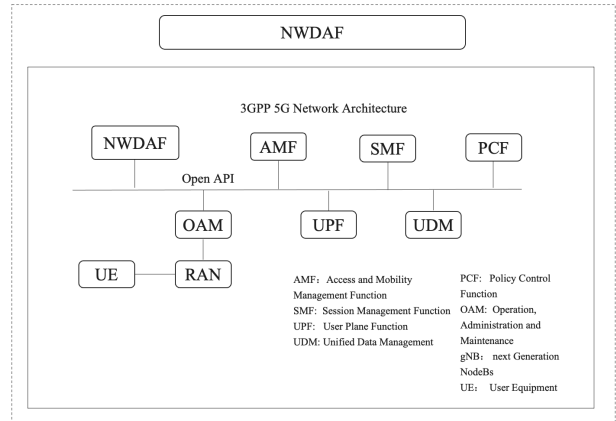 NWDAF
3GPP 5G Network Architecture
NWDAF
AMF
SMF
PCF
Open API
OAM
UPF
UDM
UE
RAN
AMF: Access and Mobility
Management Function
SMF: Session Management Function
UPF: User Plane Function
UDM: Unified Data Management
PCF: Policy Control
Function
OAM: Operation,
Administration and
Maintenance
gNB: next Generation
NodeBs
UE: User Equipment